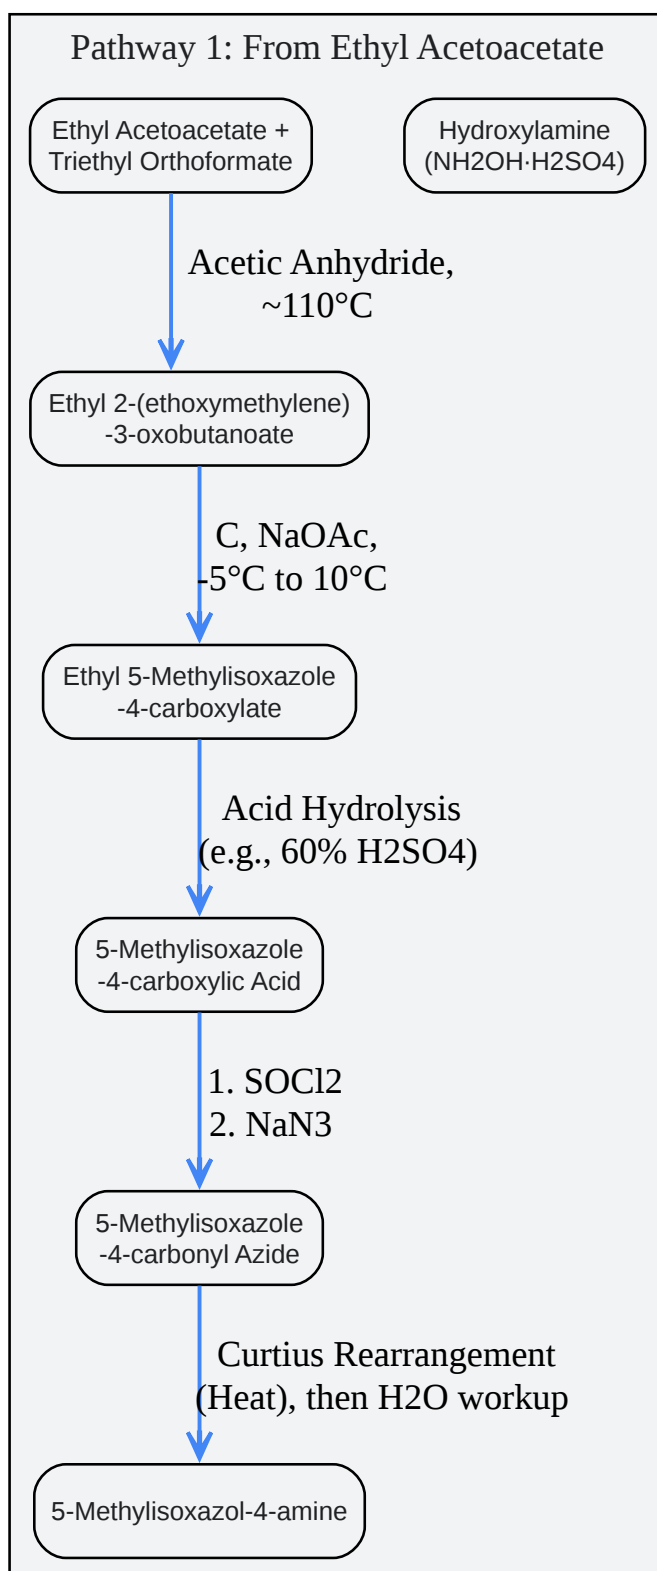 Pathway 1: From Ethyl Acetoacetate
Ethyl Acetoacetate +
Triethyl Orthoformate
Hydroxylamine
(NH2OH·H2SO4)
Acetic Anhydride,
~110°C
Ethyl 2-(ethoxymethylene)
-3-oxobutanoate
C, NaOAc,
-5°C to 10°C
Ethyl 5-Methylisoxazole
-4-carboxylate
Acid Hydrolysis
(e.g., 60% H2SO4)
5-Methylisoxazole
-4-carboxylic Acid
1. SOCl2
2. NaN3
5-Methylisoxazole
-4-carbonyl Azide
Curtius Rearrangement
(Heat), then H2O workup
5-Methylisoxazol-4-amine